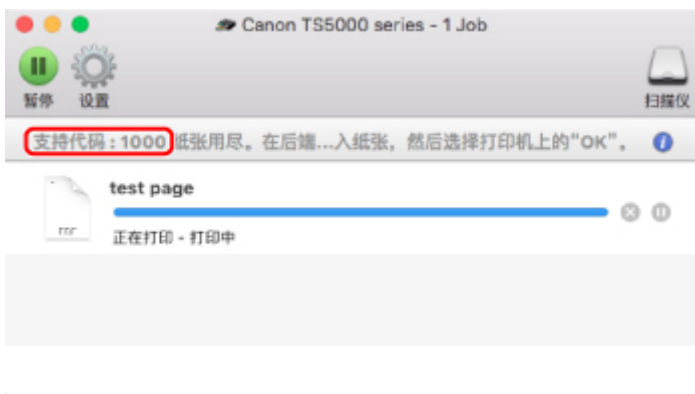 Canon TS5000 series - 1 Job
暂停 设置 扫描仪
支持代码 : 1000 纸张用尽。在后端...入纸张，然后选择打印机上的“OK”。
test page
正在打印 - 打印中